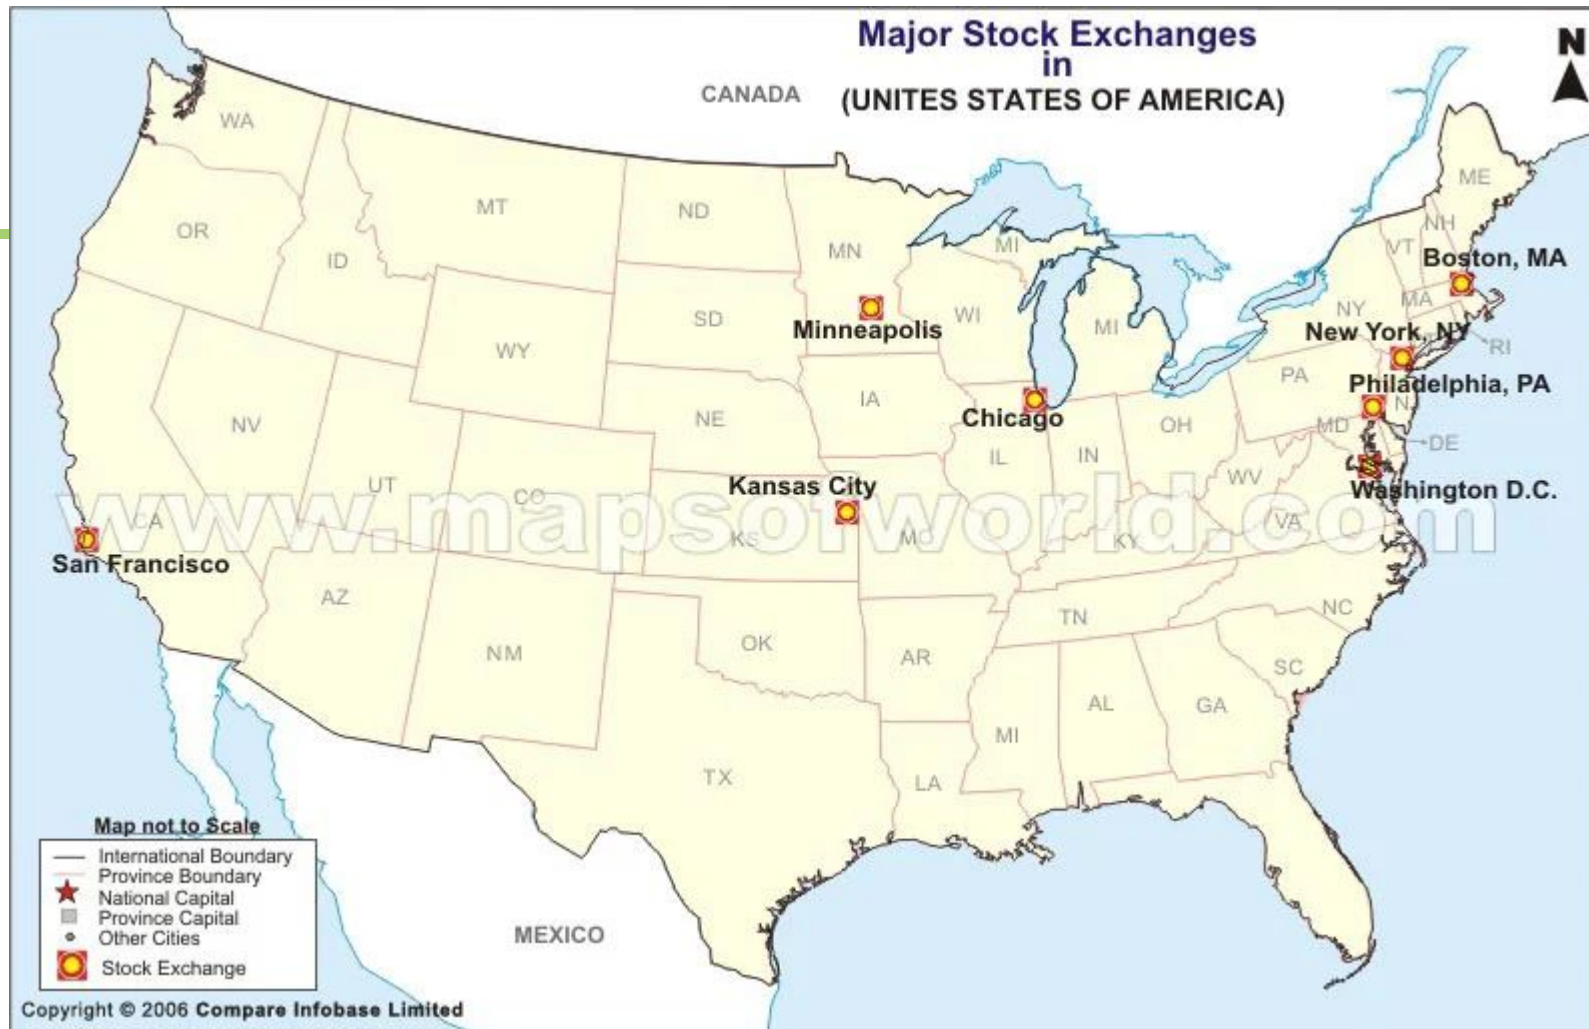 Major Stock Exchanges
in
(UNITES STATES OF AMERICA)
N
CANADA
WA
OR
ID
MT
ND
MN
MI
ME
NH
VT
Boston, MA
MA
NY
New York, NY
RI
WI
MI
SD
WY
Minneapolis
PA
Philadelphia, PA
NV
NE
IA
Chicago
OH
MD
DE
IL
IN
WV
UT
CO
Kansas City
Washington D.C.
CA
KS
MO
KY
VA
www.mapsofworld.com
San Francisco
AZ
NM
OK
AR
TN
NC
SC
TX
LA
MI
AL
GA
MEXICO
Map not to Scale
International Boundary
Province Boundary
National Capital
Province Capital
Other Cities
Stock Exchange
Copyright © 2006 Compare Infobase Limited